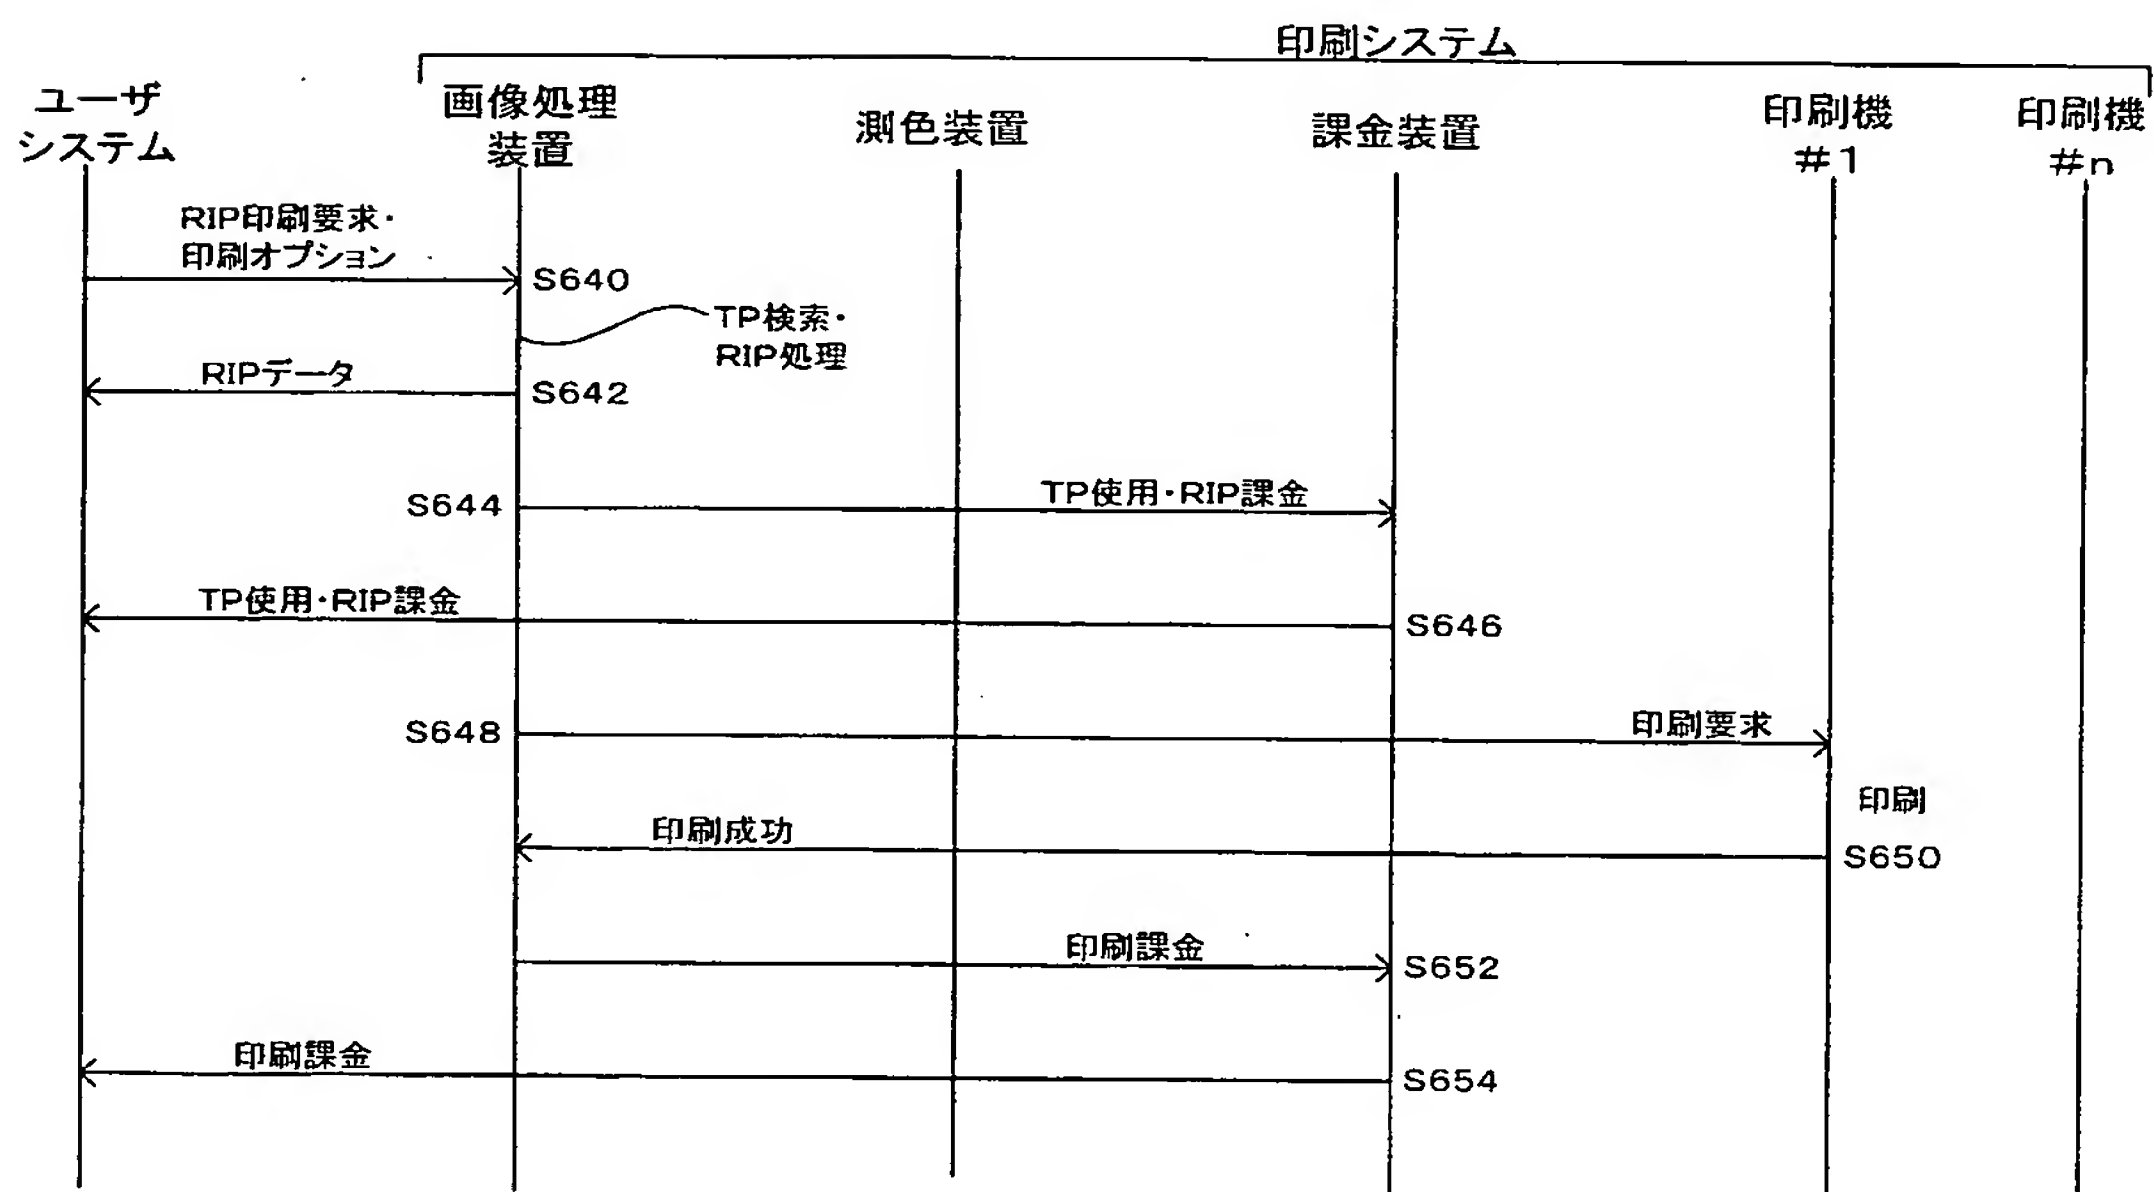 印刷システム
ユーザ
システム
画像処理
装置
測色装置
課金装置
印刷機
#1
印刷機
#n
RIP印刷要求・
印刷オプション
S640
TP検索・
RIP処理
RIPデータ
S642
S644
TP使用・RIP課金
TP使用・RIP課金
S646
S648
印刷要求
印刷
印刷成功
S650
印刷課金
S652
印刷課金
S654